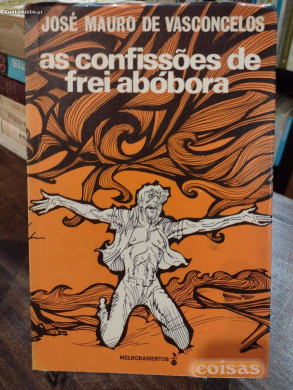 JOSÉ MAURO DE VASCONCELOS
as confissões de
frei abóbora
MELHORAMENTOS
coisas